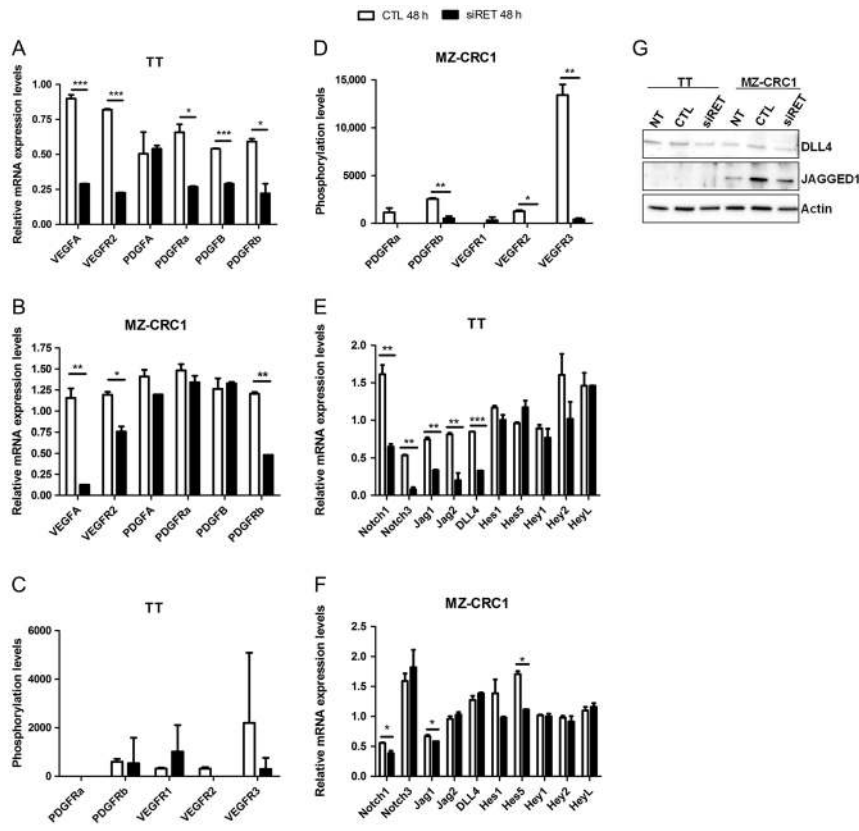 CTL 48 h siRET 48 h
A
TT
Relative mRNA expression levels
1.00
0.75
0.50
0.25
0.00
***
***
*
***
*
VEGFA
VEGFR2
PDGFA
PDGFRa
PDGFB
PDGFRb
B
MZ-CRC1
Relative mRNA expression levels
1.75
1.50
1.25
1.00
0.75
0.50
0.25
0.00
**
*
**
VEGFA
VEGFR2
PDGFA
PDGFRa
PDGFB
PDGFRb
C
TT
Phosphorylation levels
6000
4000
2000
0
PDGFRa
PDGFRb
VEGFR1
VEGFR2
VEGFR3
D
MZ-CRC1
Phosphorylation levels
15,000
10,000
5000
0
**
*
**
PDGFRa
PDGFRb
VEGFR1
VEGFR2
VEGFR3
E
TT
Relative mRNA expression levels
2.0
1.5
1.0
0.5
0.0
**
**
**
**
***
Notch1
Notch3
Jag1
Jag2
DLL4
Hes1
Hes5
Hey1
Hey2
HeyL
F
MZ-CRC1
Relative mRNA expression levels
2.5
2.0
1.5
1.0
0.5
0.0
*
*
*
Notch1
Notch3
Jag1
Jag2
DLL4
Hes1
Hes5
Hey1
Hey2
HeyL
G
TT MZ-CRC1
NT CTL siRET NT CTL siRET
DLL4
JAGGED1
Actin